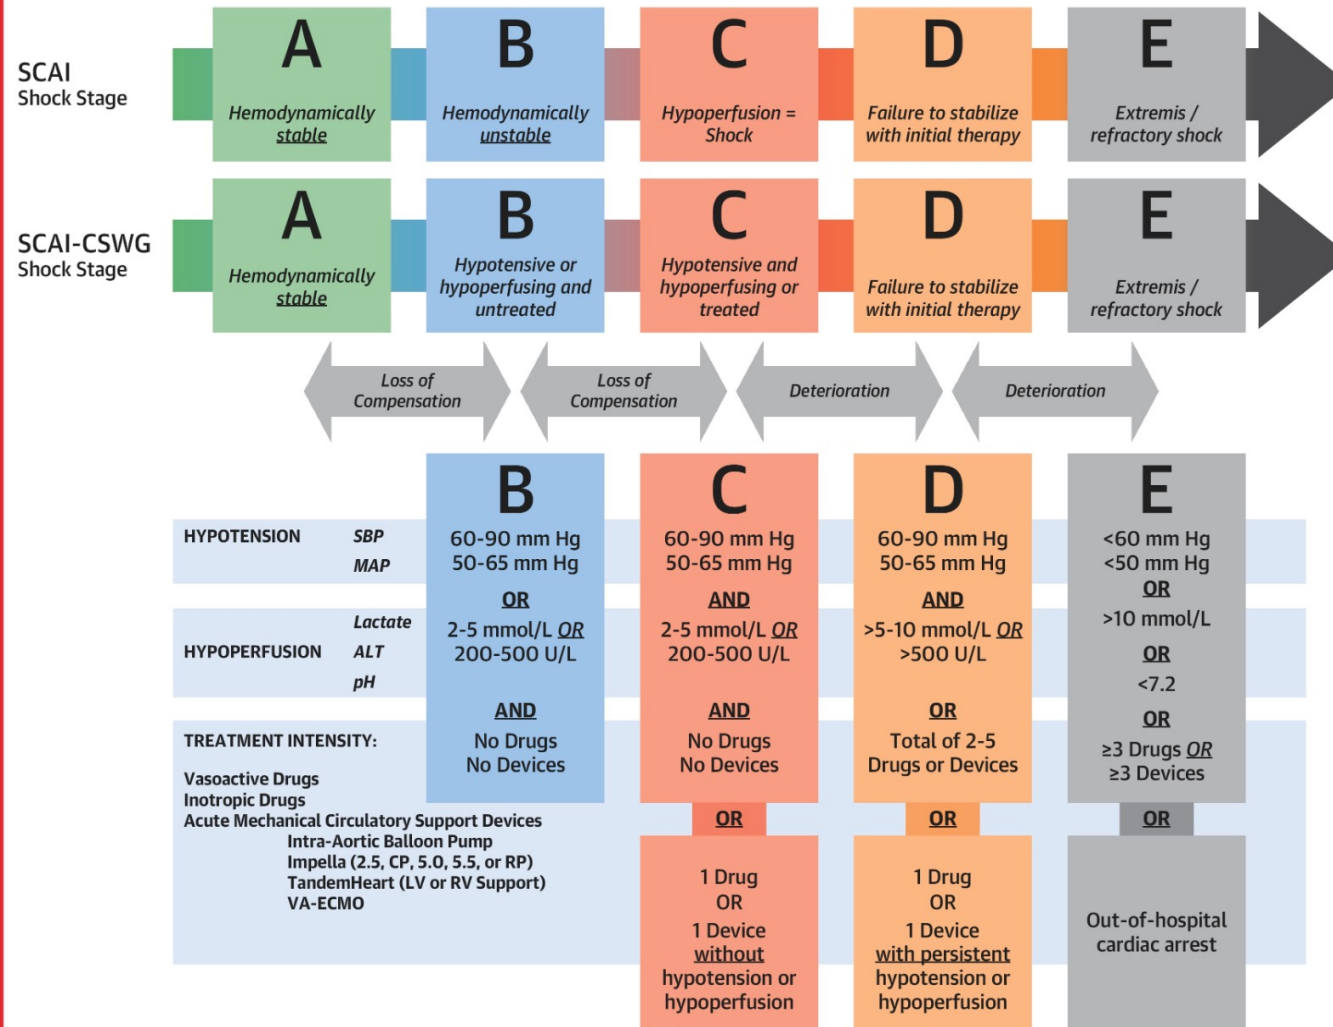 SCAI
Shock Stage
A
Hemodynamically
stable
B
Hemodynamically
unstable
C
Hypoperfusion =
Shock
D
Failure to stabilize
with initial therapy
E
Extremis /
refractory shock
SCAI-CSWG
Shock Stage
A
Hemodynamically
stable
B
Hypotensive or
hypoperfusing and
untreated
C
Hypotensive and
hypoperfusing or
treated
D
Failure to stabilize
with initial therapy
E
Extremis /
refractory shock
Loss of
Compensation
Loss of
Compensation
Deterioration
Deterioration
HYPOTENSION
SBP
MAP
HYPOPERFUSION
Lactate
ALT
pH
TREATMENT INTENSITY:
Vasoactive Drugs
Inotropic Drugs
Acute Mechanical Circulatory Support Devices
Intra-Aortic Balloon Pump
Impella (2.5, CP, 5.0, 5.5, or RP)
TandemHeart (LV or RV Support)
VA-ECMO
B
60-90 mm Hg
50-65 mm Hg
OR
2-5 mmol/L OR
200-500 U/L
AND
No Drugs
No Devices
C
60-90 mm Hg
50-65 mm Hg
AND
2-5 mmol/L OR
200-500 U/L
AND
No Drugs
No Devices
OR
1 Drug
OR
1 Device
without
hypotension or
hypoperfusion
D
60-90 mm Hg
50-65 mm Hg
AND
>5-10 mmol/L OR
>500 U/L
OR
Total of 2-5
Drugs or Devices
OR
1 Drug
OR
1 Device
with persistent
hypotension or
hypoperfusion
E
<60 mm Hg
<50 mm Hg
OR
>10 mmol/L
OR
<7.2
OR
≥3 Drugs OR
≥3 Devices
OR
Out-of-hospital
cardiac arrest